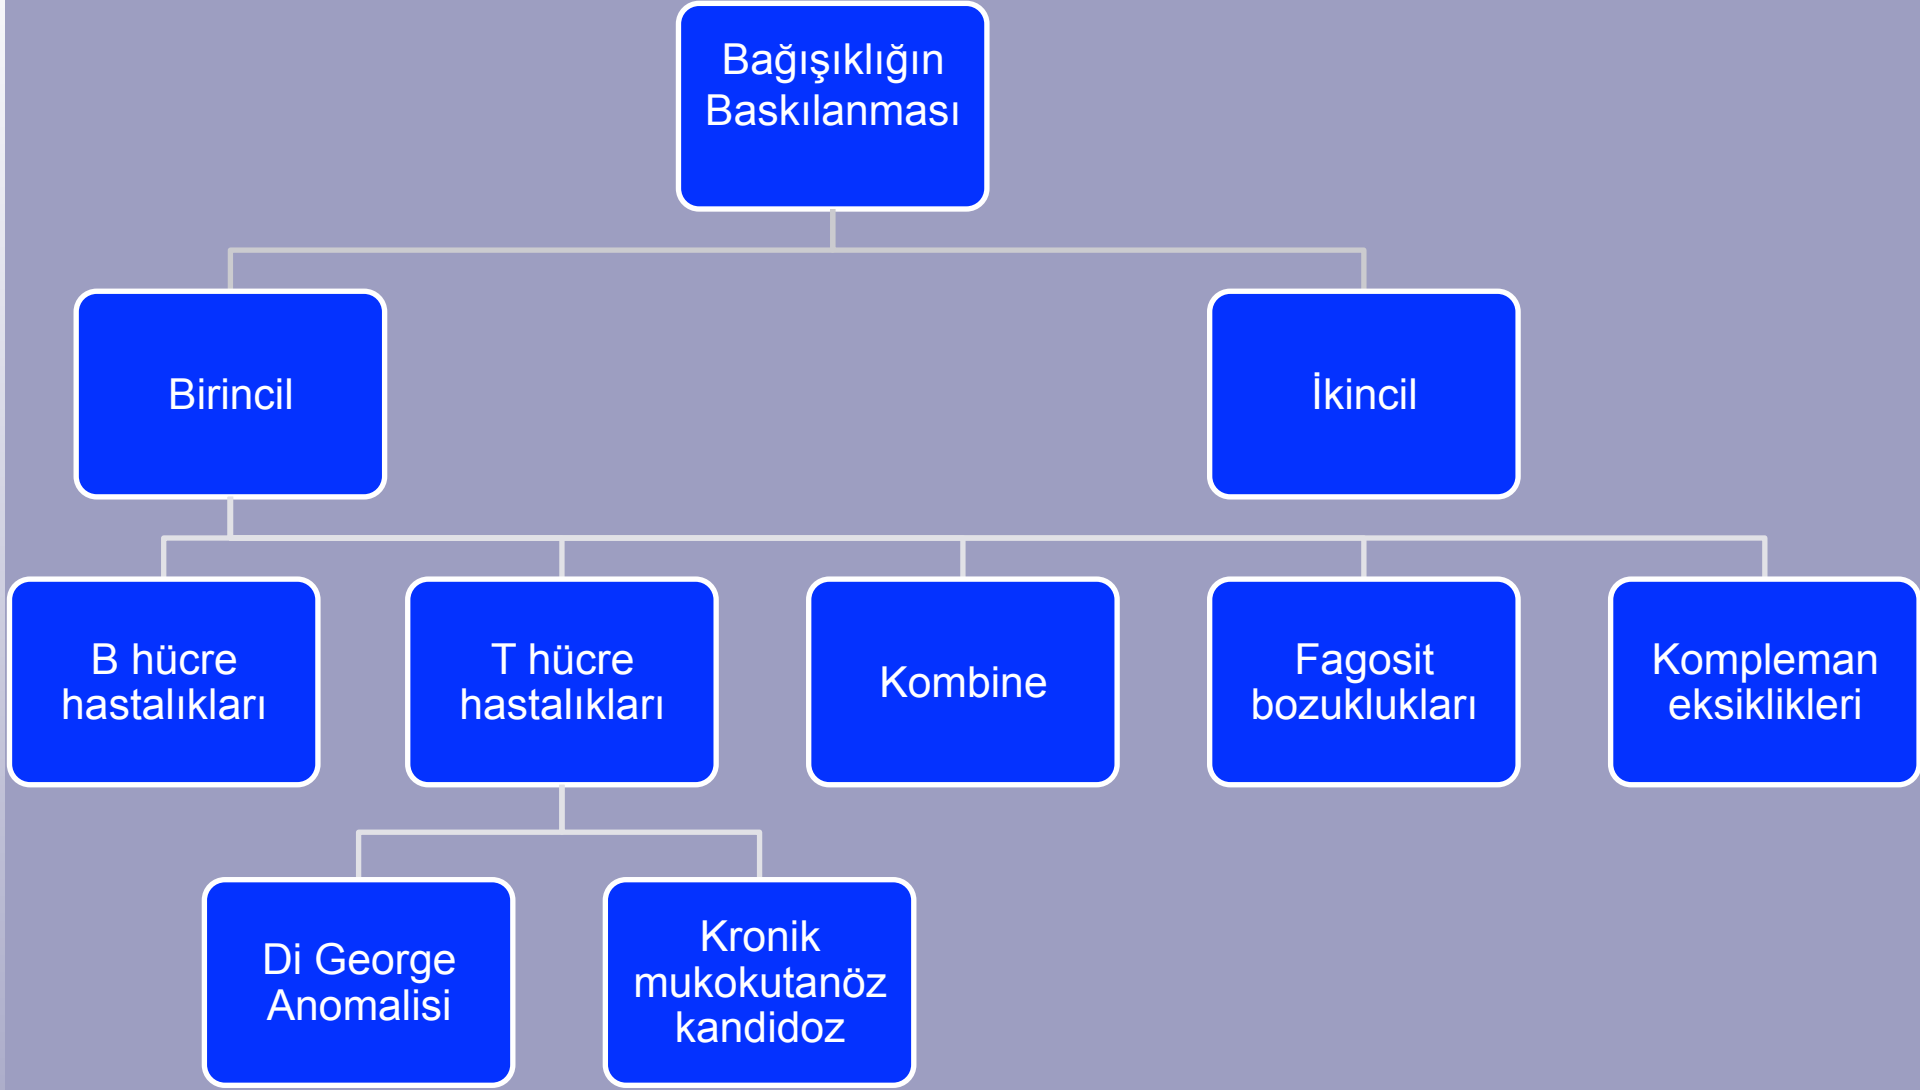 Bağışıklığın
Baskılanması
Birincil
İkincil
B hücre
hastalıkları
T hücre
hastalıkları
Kombine
Fagosit
bozuklukları
Kompleman
eksiklikleri
Di George
Anomalisi
Kronik
mukokutanöz
kandidoz